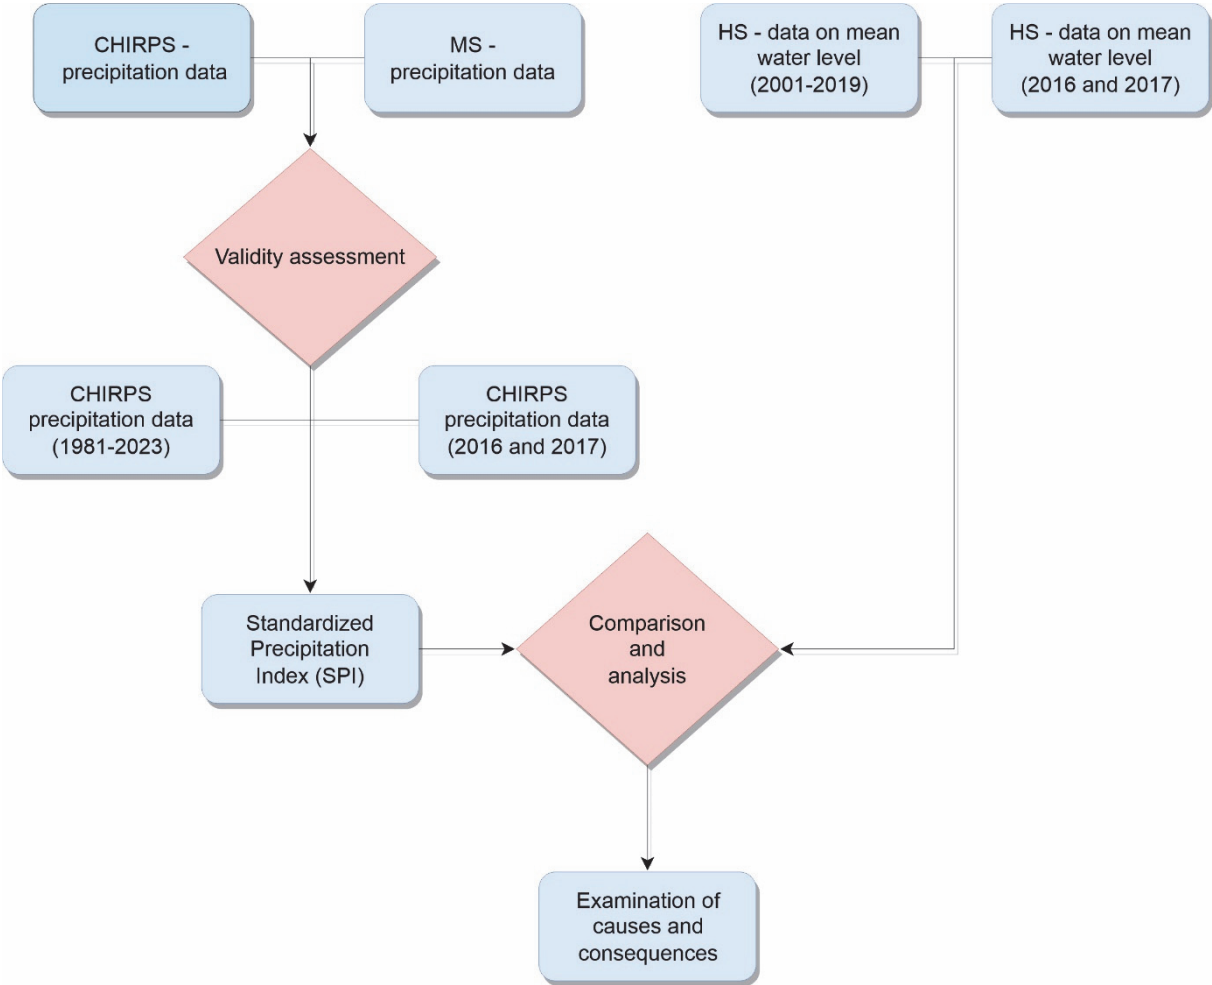 CHIRPS -
precipitation data
MS -
precipitation data
HS - data on mean
water level
(2001-2019)
HS - data on mean
water level
(2016 and 2017)
Validity assessment
CHIRPS
precipitation data
(1981-2023)
CHIRPS
precipitation data
(2016 and 2017)
Standardized
Precipitation
Index (SPI)
Comparison
and
analysis
Examination of
causes and
consequences